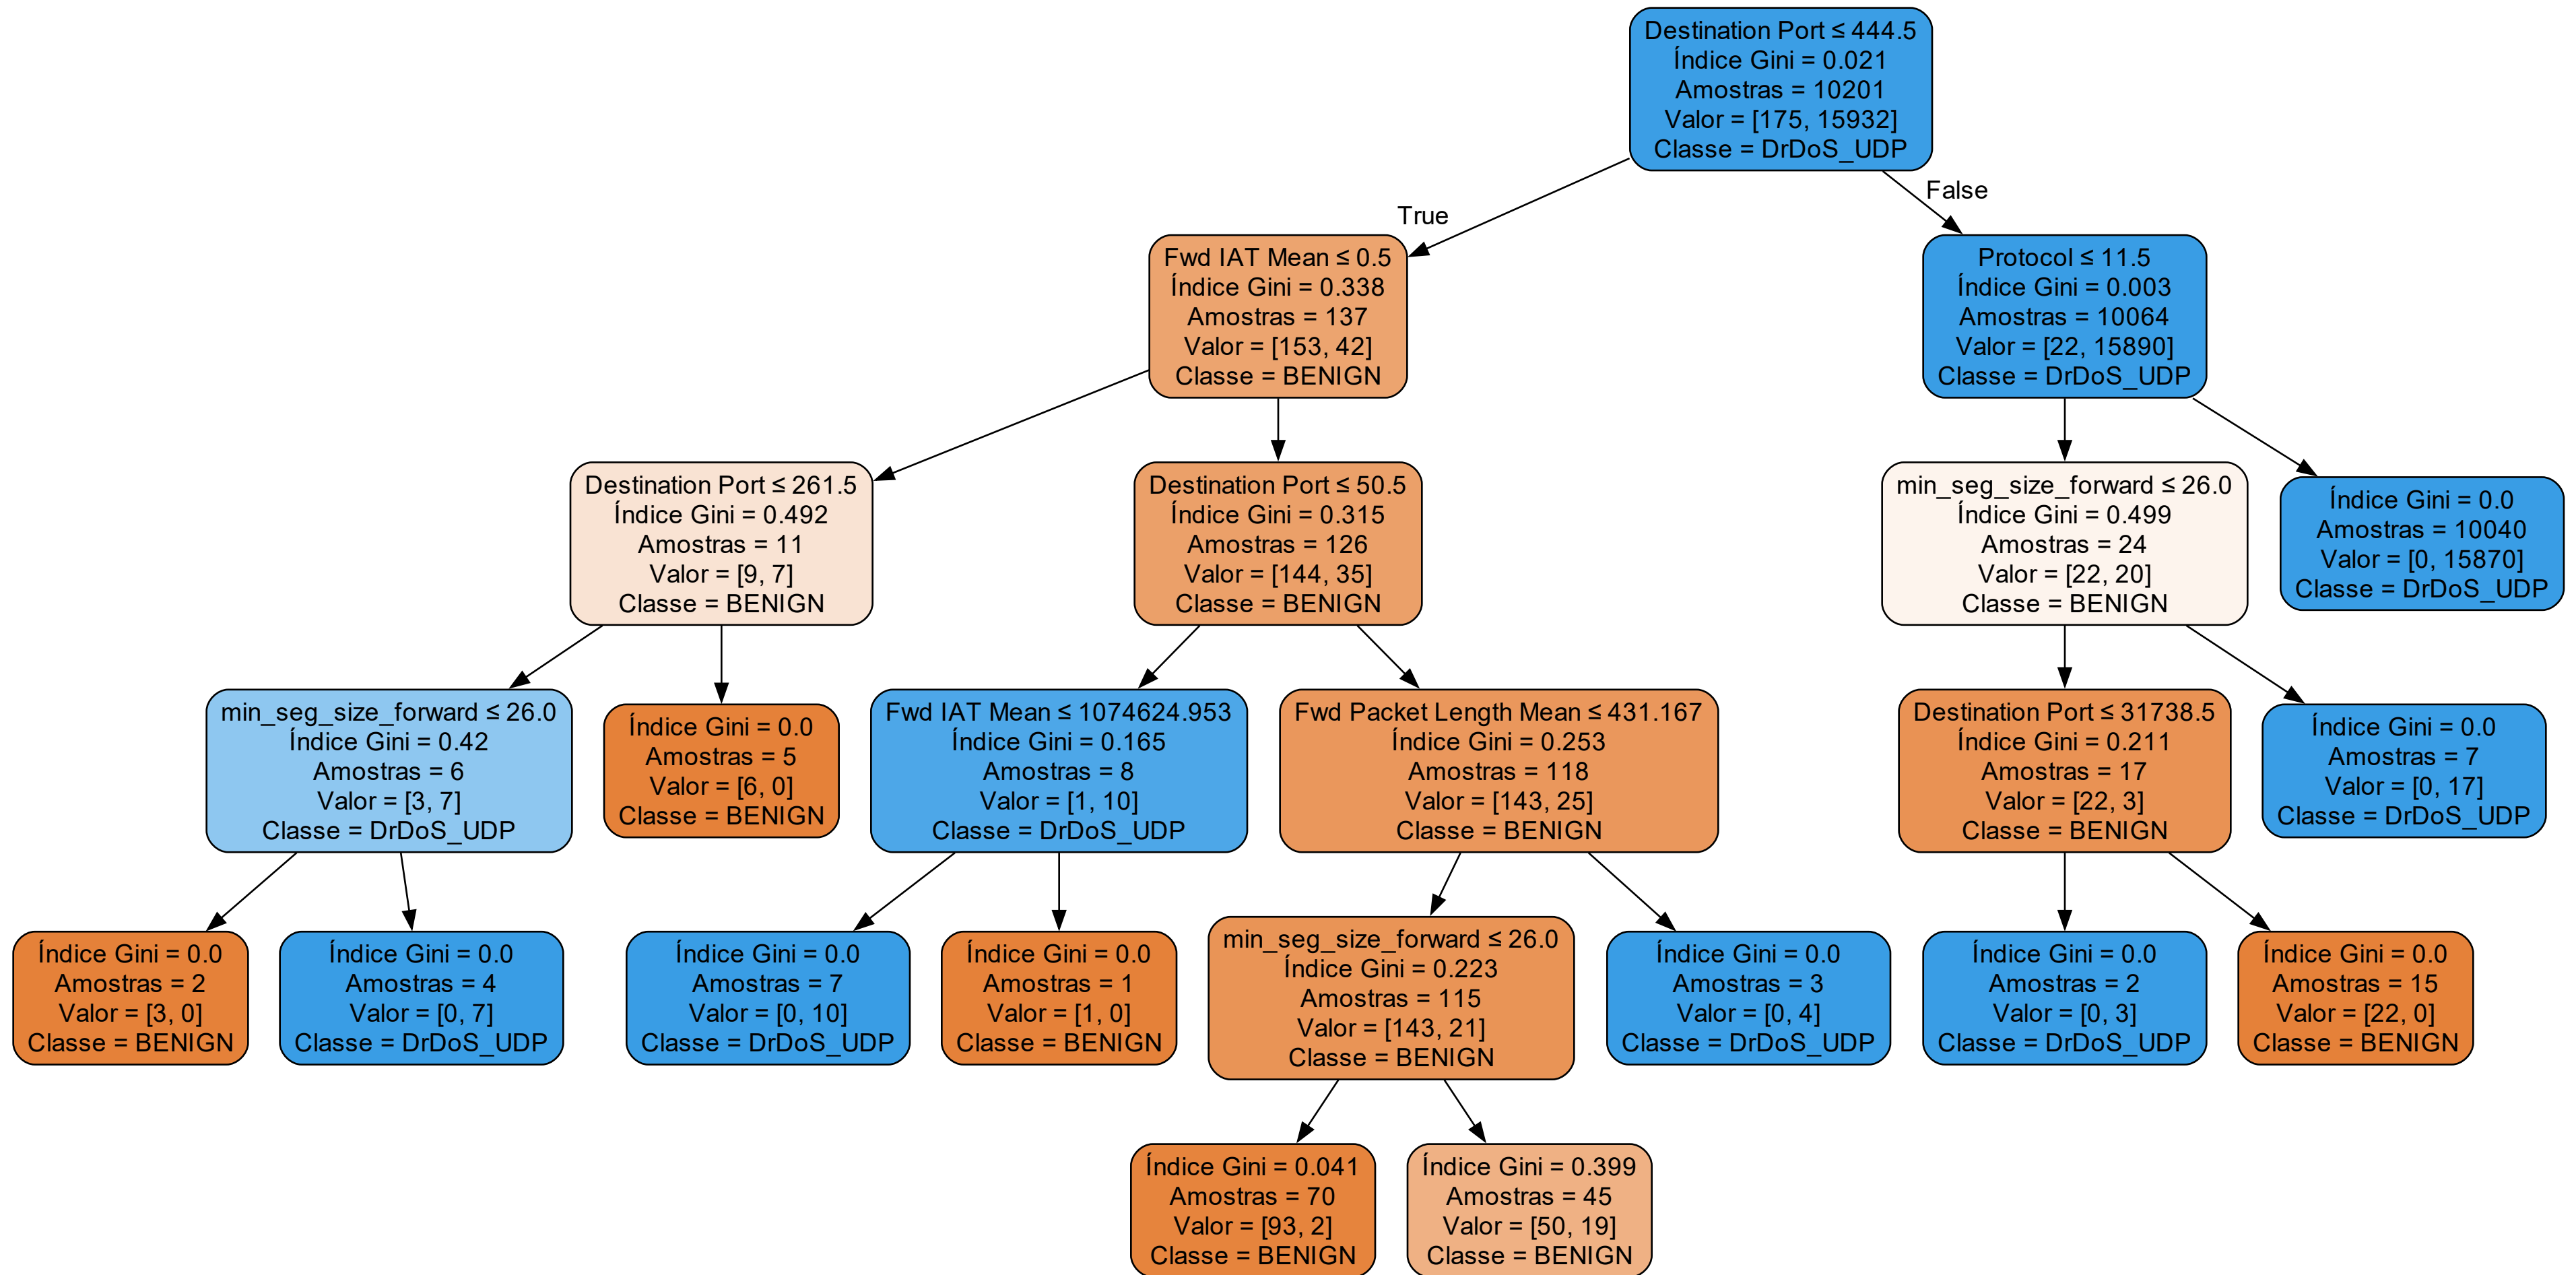 Destination Port ≤ 444.5
Índice Gini = 0.021
Amostras = 10201
Valor = [175, 15932]
Classe = DrDoS_UDP
True
False
Fwd IAT Mean ≤ 0.5
Índice Gini = 0.338
Amostras = 137
Valor = [153, 42]
Classe = BENIGN
Protocol ≤ 11.5
Índice Gini = 0.003
Amostras = 10064
Valor = [22, 15890]
Classe = DrDoS_UDP
Destination Port ≤ 261.5
Índice Gini = 0.492
Amostras = 11
Valor = [9, 7]
Classe = BENIGN
Destination Port ≤ 50.5
Índice Gini = 0.315
Amostras = 126
Valor = [144, 35]
Classe = BENIGN
min_seg_size_forward ≤ 26.0
Índice Gini = 0.499
Amostras = 24
Valor = [22, 20]
Classe = BENIGN
Índice Gini = 0.0
Amostras = 10040
Valor = [0, 15870]
Classe = DrDoS_UDP
min_seg_size_forward ≤ 26.0
Índice Gini = 0.42
Amostras = 6
Valor = [3, 7]
Classe = DrDoS_UDP
Índice Gini = 0.0
Amostras = 5
Valor = [6, 0]
Classe = BENIGN
Fwd IAT Mean ≤ 1074624.953
Índice Gini = 0.165
Amostras = 8
Valor = [1, 10]
Classe = DrDoS_UDP
Fwd Packet Length Mean ≤ 431.167
Índice Gini = 0.253
Amostras = 118
Valor = [143, 25]
Classe = BENIGN
Destination Port ≤ 31738.5
Índice Gini = 0.211
Amostras = 17
Valor = [22, 3]
Classe = BENIGN
Índice Gini = 0.0
Amostras = 7
Valor = [0, 17]
Classe = DrDoS_UDP
Índice Gini = 0.0
Amostras = 2
Valor = [3, 0]
Classe = BENIGN
Índice Gini = 0.0
Amostras = 4
Valor = [0, 7]
Classe = DrDoS_UDP
Índice Gini = 0.0
Amostras = 7
Valor = [0, 10]
Classe = DrDoS_UDP
Índice Gini = 0.0
Amostras = 1
Valor = [1, 0]
Classe = BENIGN
min_seg_size_forward ≤ 26.0
Índice Gini = 0.223
Amostras = 115
Valor = [143, 21]
Classe = BENIGN
Índice Gini = 0.0
Amostras = 3
Valor = [0, 4]
Classe = DrDoS_UDP
Índice Gini = 0.0
Amostras = 2
Valor = [0, 3]
Classe = DrDoS_UDP
Índice Gini = 0.0
Amostras = 15
Valor = [22, 0]
Classe = BENIGN
Índice Gini = 0.041
Amostras = 70
Valor = [93, 2]
Classe = BENIGN
Índice Gini = 0.399
Amostras = 45
Valor = [50, 19]
Classe = BENIGN